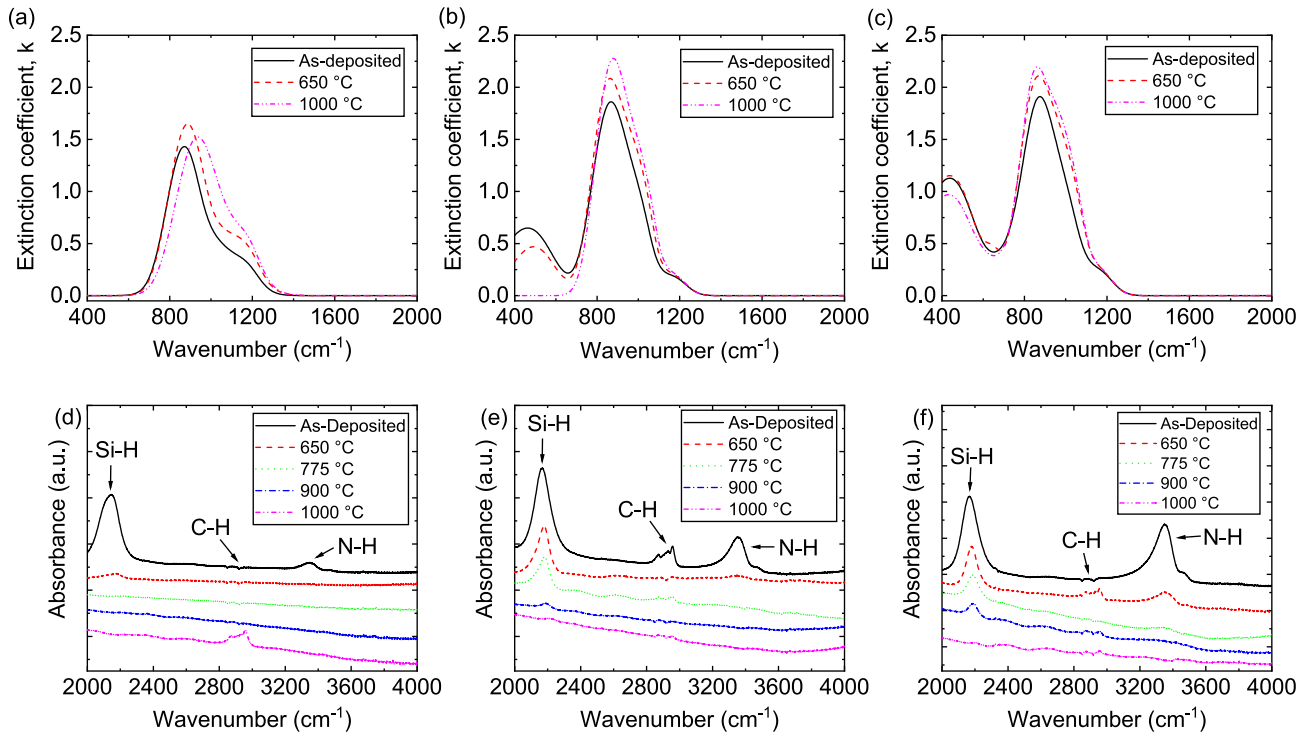 (a)
Extinction coefficient, k
2.5
2.0
1.5
1.0
0.5
0.0
As-deposited
650 °C
1000 °C
400 800 1200 1600 2000
Wavenumber (cm-1)
(b)
Extinction coefficient, k
2.5
2.0
1.5
1.0
0.5
0.0
As-deposited
650 °C
1000 °C
400 800 1200 1600 2000
Wavenumber (cm-1)
(c)
Extinction coefficient, k
2.5
2.0
1.5
1.0
0.5
0.0
As-deposited
650 °C
1000 °C
400 800 1200 1600 2000
Wavenumber (cm-1)
(d)
Absorbance (a.u.)
Si-H
C-H
N-H
As-Deposited
650 °C
775 °C
900 °C
1000 °C
2000 2400 2800 3200 3600 4000
Wavenumber (cm-1)
(e)
Absorbance (a.u.)
Si-H
C-H
N-H
As-Deposited
650 °C
775 °C
900 °C
1000 °C
2000 2400 2800 3200 3600 4000
Wavenumber (cm-1)
(f)
Absorbance (a.u.)
Si-H
C-H
N-H
As-Deposited
650 °C
775 °C
900 °C
1000 °C
2000 2400 2800 3200 3600 4000
Wavenumber (cm-1)